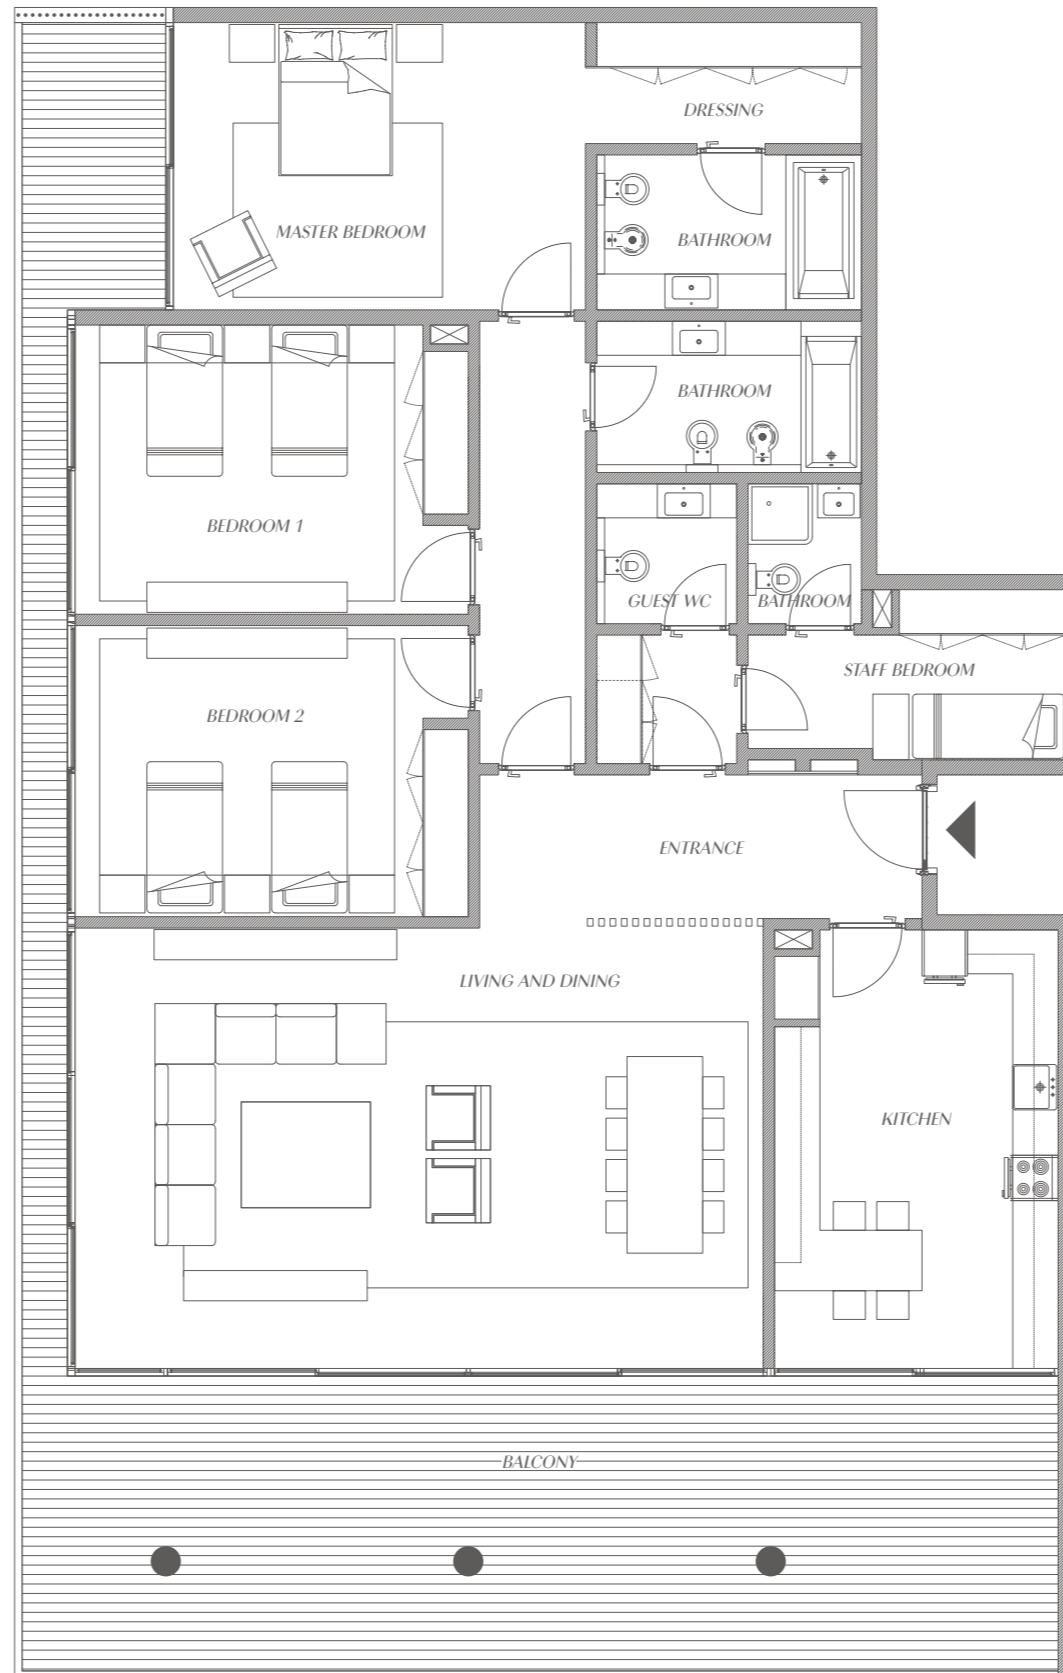 DRESSING
MASTER BEDROOM
BATHROOM
BATHROOM
BEDROOM 1
GUEST WC
BATHROOM
STAFF BEDROOM
BEDROOM 2
ENTRANCE
LIVING AND DINING
KITCHEN
BALCONY